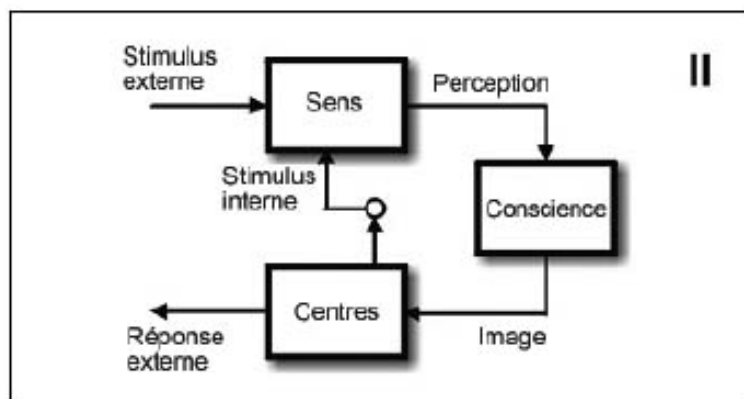 Stimulus
externe
Sens
Perception
II
Stimulus
interne
Conscience
Centres
Réponse
externe
Image